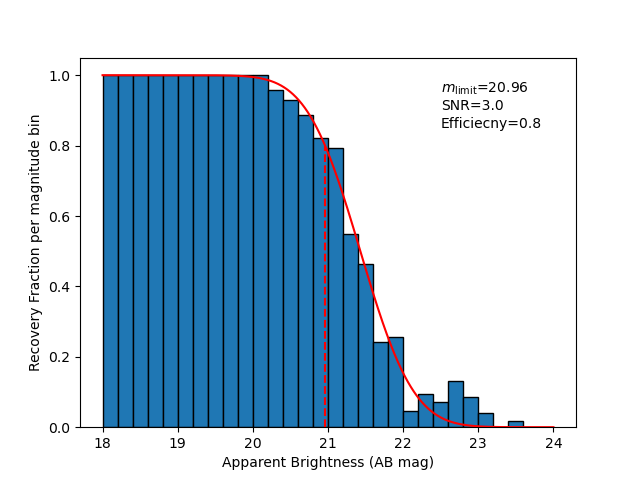 1.0
0.8
0.6
0.4
0.2
0.0
Recovery Fraction per magnitude bin
m_limit=20.96
SNR=3.0
Efficiecny=0.8
18 19 20 21 22 23 24
Apparent Brightness (AB mag)